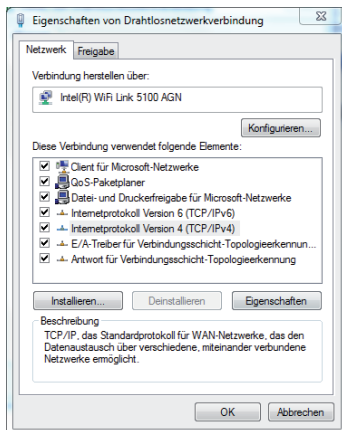 Eigenschaften von Drahtlosnetzwerkverbindung
Netzwerk Freigabe
Verbindung herstellen über:
Intel(R) WiFi Link 5100 AGN
Konfigurieren...
Diese Verbindung verwendet folgende Elemente:
Client für Microsoft-Netzwerke
QoS-Paketplaner
Datei- und Druckerfreigabe für Microsoft-Netzwerke
Internetprotokoll Version 6 (TCP/IPv6)
Internetprotokoll Version 4 (TCP/IPv4)
E/A-Treiber für Verbindungsschicht-Topologieerkennun...
Antwort für Verbindungsschicht-Topologieerkennung
Installieren... Deinstallieren Eigenschaften
Beschreibung
TCP/IP, das Standardprotokoll für WAN-Netzwerke, das den
Datenaustausch über verschiedene, miteinander verbundene
Netzwerke ermöglicht.
OK Abbrechen